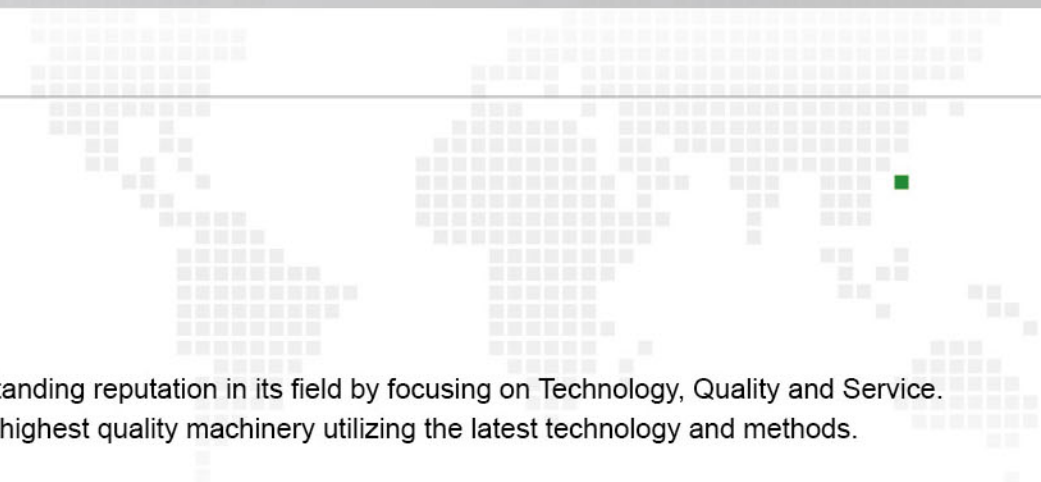 reputation in its field by focusing on Technology, Quality and Service.
highest quality machinery utilizing the latest technology and methods.